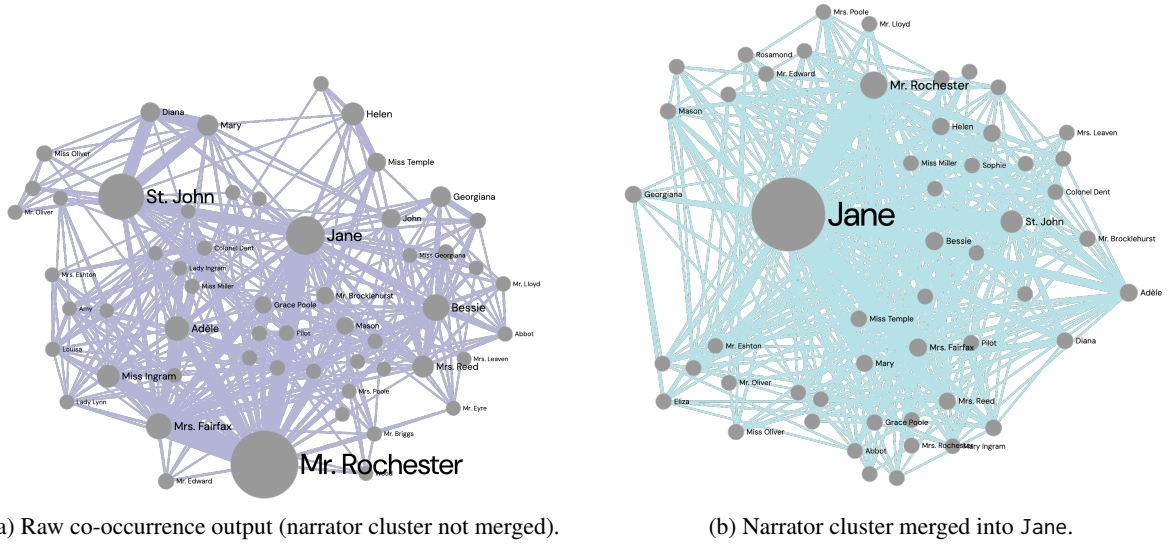 Diana
Mary
Helen
Miss Oliver
Miss Temple
St. John
Georgiana
Mr. Oliver
John
Jane
Colonel Dent
Miss Georgiana
Lady Ingram
Mrs. Eshton
Miss Miller
Mr. Lloyd
Mr. Brocklehurst
Grace Poole
Amy
Bessie
Adèle
Mason
Pilot
Abbot
Louisa
Mrs. Leaven
Mrs. Reed
Miss Ingram
Mrs. Poole
Lady Lynn
Mr. Eyre
Mrs. Fairfax
Mr. Briggs
Mr. Rochester
Mr. Edward
a) Raw co-occurrence output (narrator cluster not merged).
Mrs. Poole
Mr. Lloyd
Rosamond
Mr. Edward
Mr. Rochester
Mason
Helen
Mrs. Leaven
Miss Miller
Sophie
Georgiana
Colonel Dent
Jane
St. John
Bessie
Mr. Brocklehurst
Adèle
Miss Temple
Diana
Mr. Eshton
Mrs. Fairfax
Pilot
Mary
Mr. Oliver
Eliza
Mrs. Reed
Grace Poole
Miss Oliver
Mrs. Rochester
Mary Ingram
Abbot
(b) Narrator cluster merged into Jane.